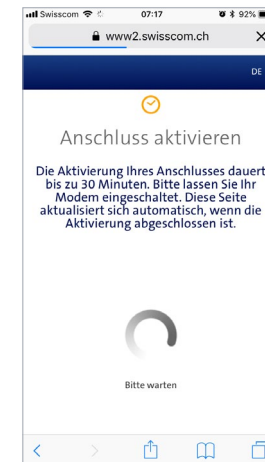 Swisscom 07:17 92%
www2.swisscom.ch
DE
Anschluss aktivieren
Die Aktivierung Ihres Anschlusses dauert
bis zu 30 Minuten. Bitte lassen Sie Ihr
Modem eingeschaltet. Diese Seite
aktualisiert sich automatisch, wenn die
Aktivierung abgeschlossen ist.
Bitte warten